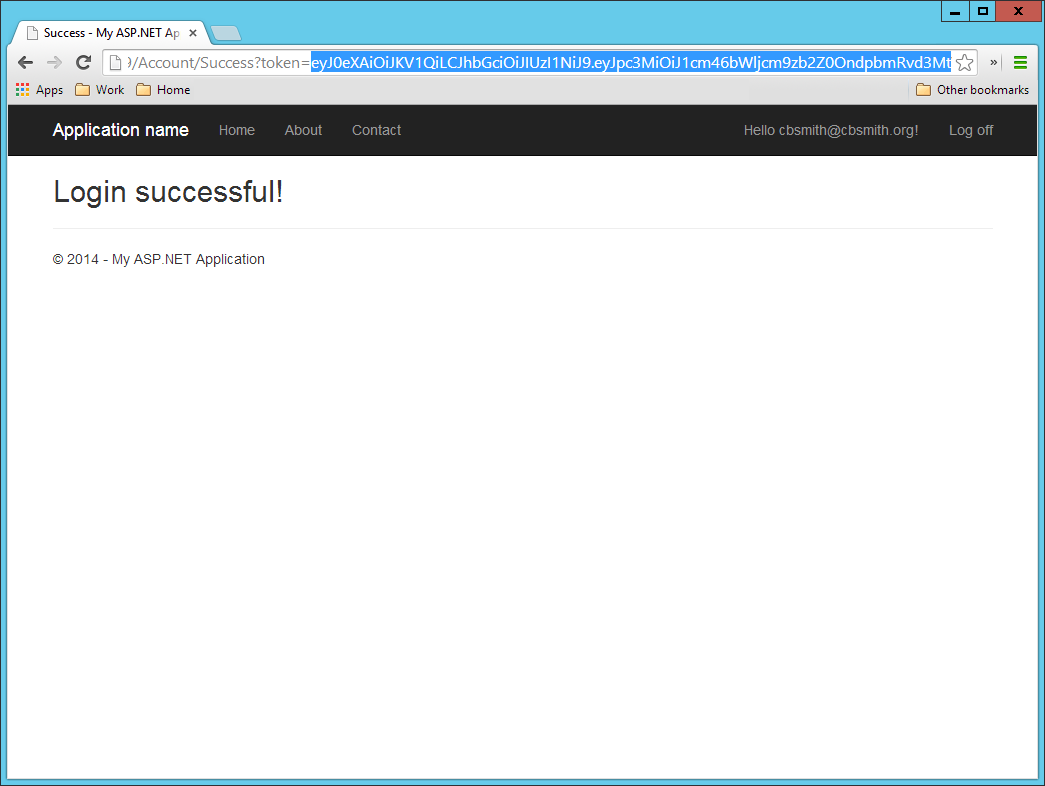 Success - My ASP.NET Ap
9/Account/Success?token=eyJ0eXAiOiJKV1QiLCJhbGciOiJIUzI1NiJ9.eyJpc3MiOiJ1cm46bWljcm9zb2Z0OndpbmRvd3Mt
Apps Work Home Other bookmarks
Application name Home About Contact Hello cbsmith@cbsmith.org! Log off
Login successful!
© 2014 - My ASP.NET Application